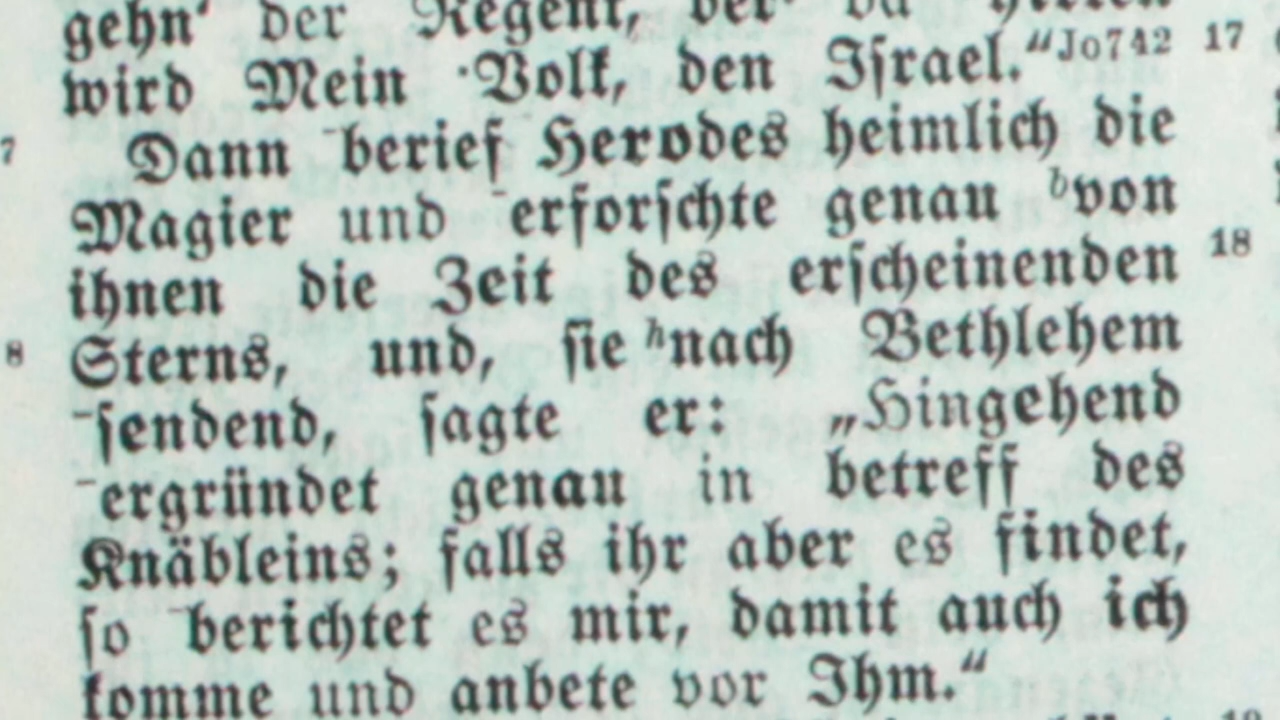 gehn' der Regent, der da
wird Mein ·Volk, den Israel.“Jo742 17
7 Dann ¯berief Herodes heimlich die
Magier und ¯erforschte genau ᵇvon
ihnen die Zeit des erscheinenden 18
8 Sterns, und, sie ʰnach Bethlehem
¯sendend, sagte er: „Hingehend
¯ergründet genau in betreff des
Knäbleins; falls ihr aber es findet,
so ¯berichtet es mir, damit auch ich
komme und anbete vor Ihm.“